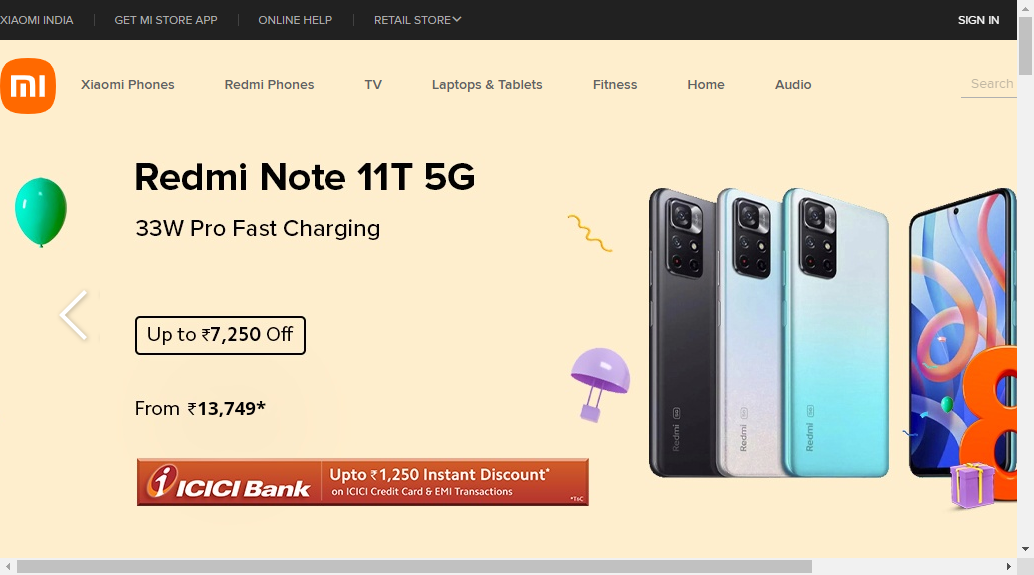 XIAOMI INDIA
GET MI STORE APP
ONLINE HELP
RETAIL STORE
SIGN IN
mi
Xiaomi Phones
Redmi Phones
TV
Laptops & Tablets
Fitness
Home
Audio
Search
Redmi Note 11T 5G
33W Pro Fast Charging
Up to ₹7,250 Off
From ₹13,749*
ICICI Bank
Upto ₹1,250 Instant Discount*
on ICICI Credit Card & EMI Transactions
*T&C
Redmi 5G
Redmi 5G
Redmi 5G
8